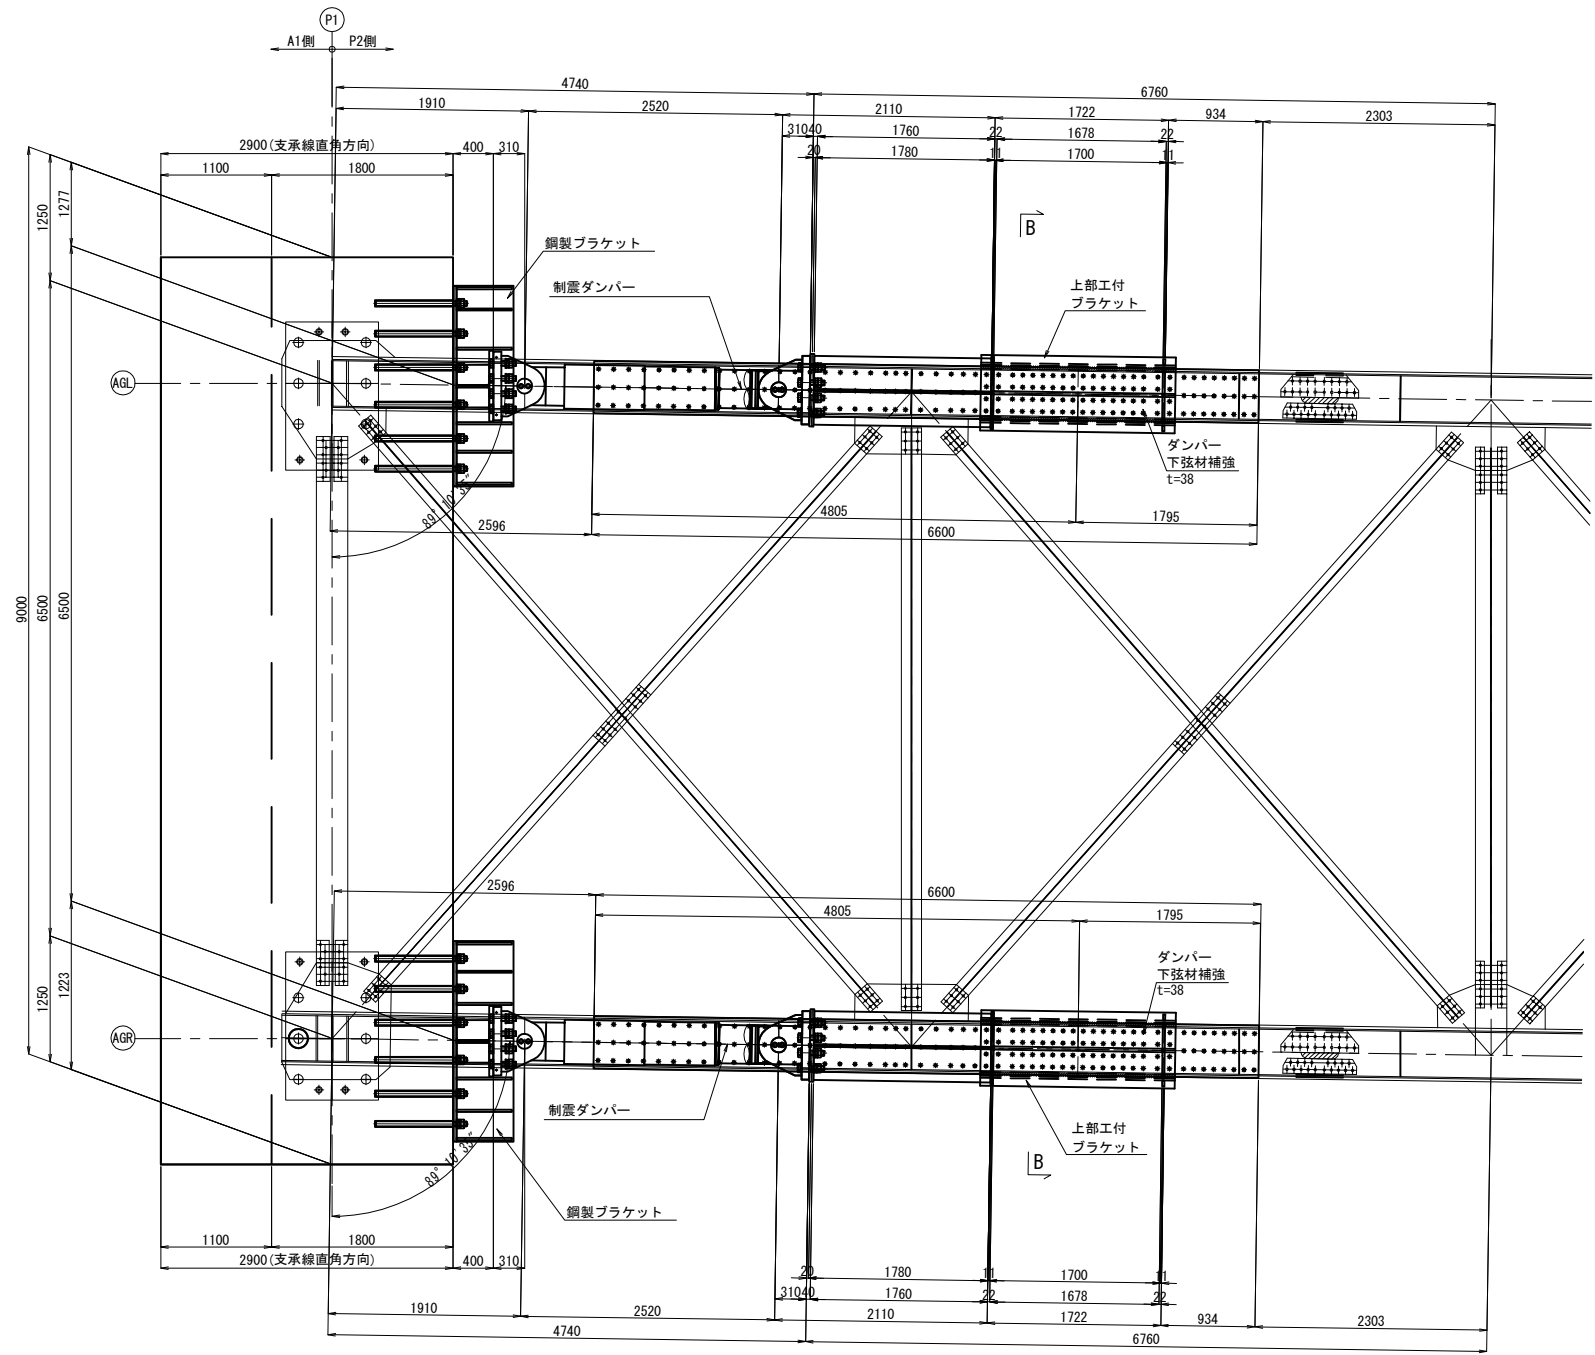 P1
A1側 P2側
4740
6760
1910
2520
2110
1722
934
2303
31040
1760
22
1678
22
2900(支承線直角方向)
400
310
20
1780
11
1700
11
1100
1800
1277
1250
B
鋼製ブラケット
制震ダンパー
上部工付
ブラケット
AGL
ダンパー
下弦材補強
t=38
89° 10' 35"
4805
1795
2596
6600
9000
6500
6500
2596
6600
4805
1795
ダンパー
下弦材補強
t=38
1250
1223
AGR
制震ダンパー
上部工付
ブラケット
B
89° 10' 35"
鋼製ブラケット
1100
1800
2900(支承線直角方向)
400
310
20
1780
11
1700
11
31040
1760
22
1678
22
1910
2520
2110
1722
934
2303
4740
6760